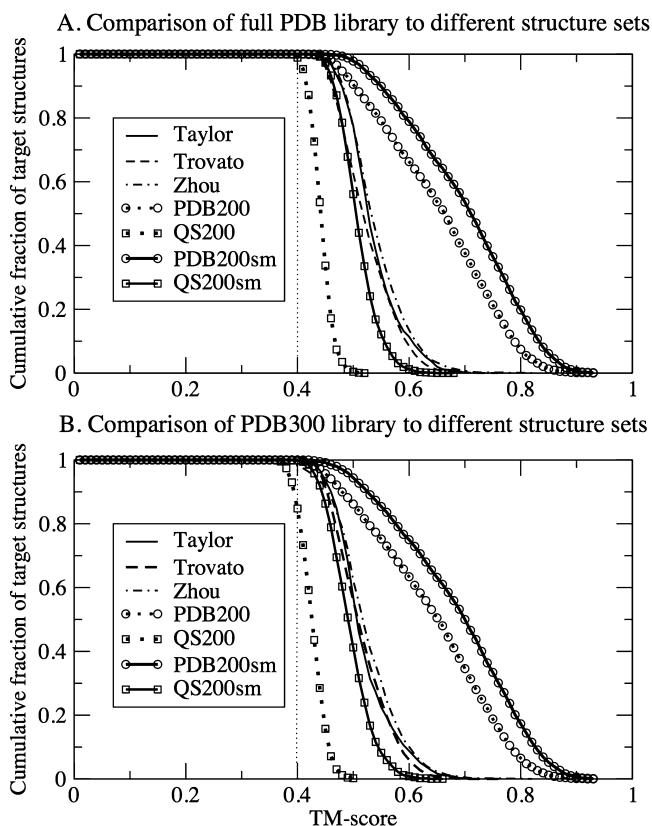 A. Comparison of full PDB library to different structure sets
Cumulative fraction of target structures
1
0.8
0.6
0.4
0.2
0
Taylor
Trovato
Zhou
PDB200
QS200
PDB200sm
QS200sm
0 0.2 0.4 0.6 0.8 1
B. Comparison of PDB300 library to different structure sets
Cumulative fraction of target structures
1
0.8
0.6
0.4
0.2
0
Taylor
Trovato
Zhou
PDB200
QS200
PDB200sm
QS200sm
0 0.2 0.4 0.6 0.8 1
TM-score